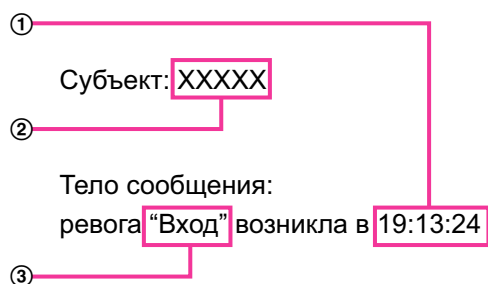 ①
Субъект: XXXXX
②
Тело сообщения:
ревога “Вход” возникла в 19:13:24
③